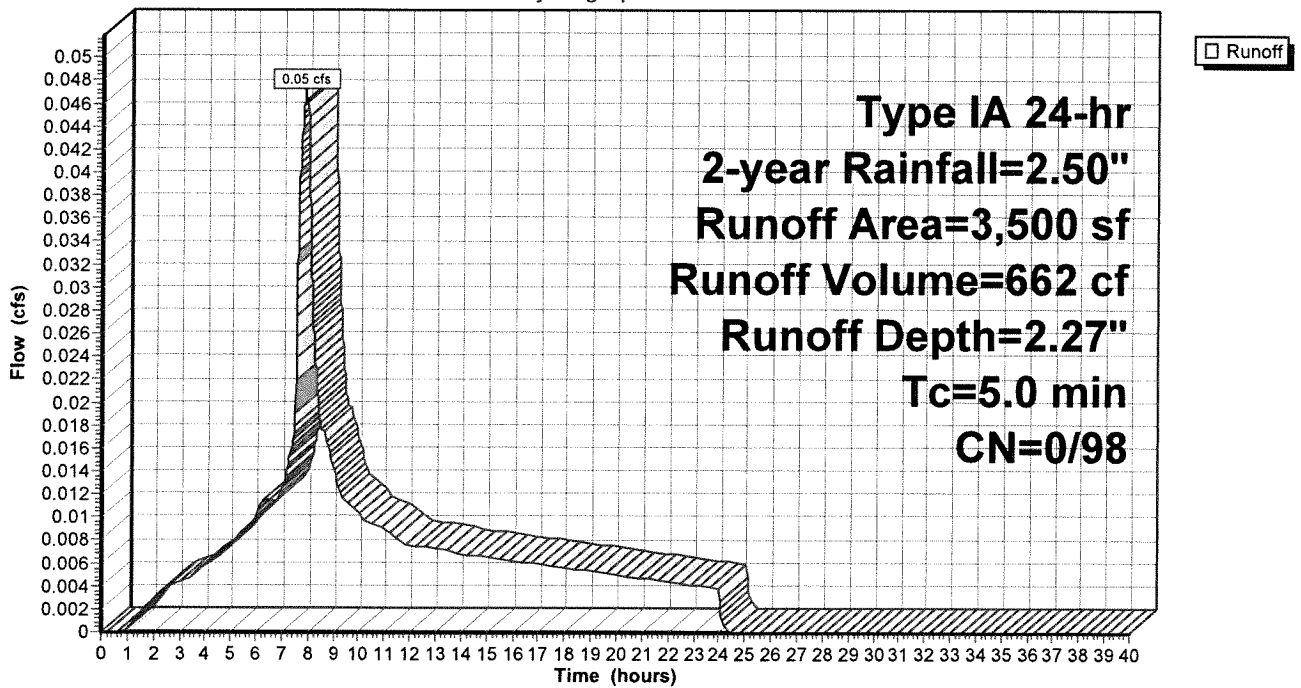 Runoff
0.05 cfs
Type IA 24-hr
2-year Rainfall=2.50"
Runoff Area=3,500 sf
Runoff Volume=662 cf
Runoff Depth=2.27"
Tc=5.0 min
CN=0/98
Flow (cfs)
0.05
0.048
0.046
0.044
0.042
0.04
0.038
0.036
0.034
0.032
0.03
0.028
0.026
0.024
0.022
0.02
0.018
0.016
0.014
0.012
0.01
0.008
0.006
0.004
0.002
0
0 1 2 3 4 5 6 7 8 9 10 11 12 13 14 15 16 17 18 19 20 21 22 23 24 25 26 27 28 29 30 31 32 33 34 35 36 37 38 39 40
Time (hours)